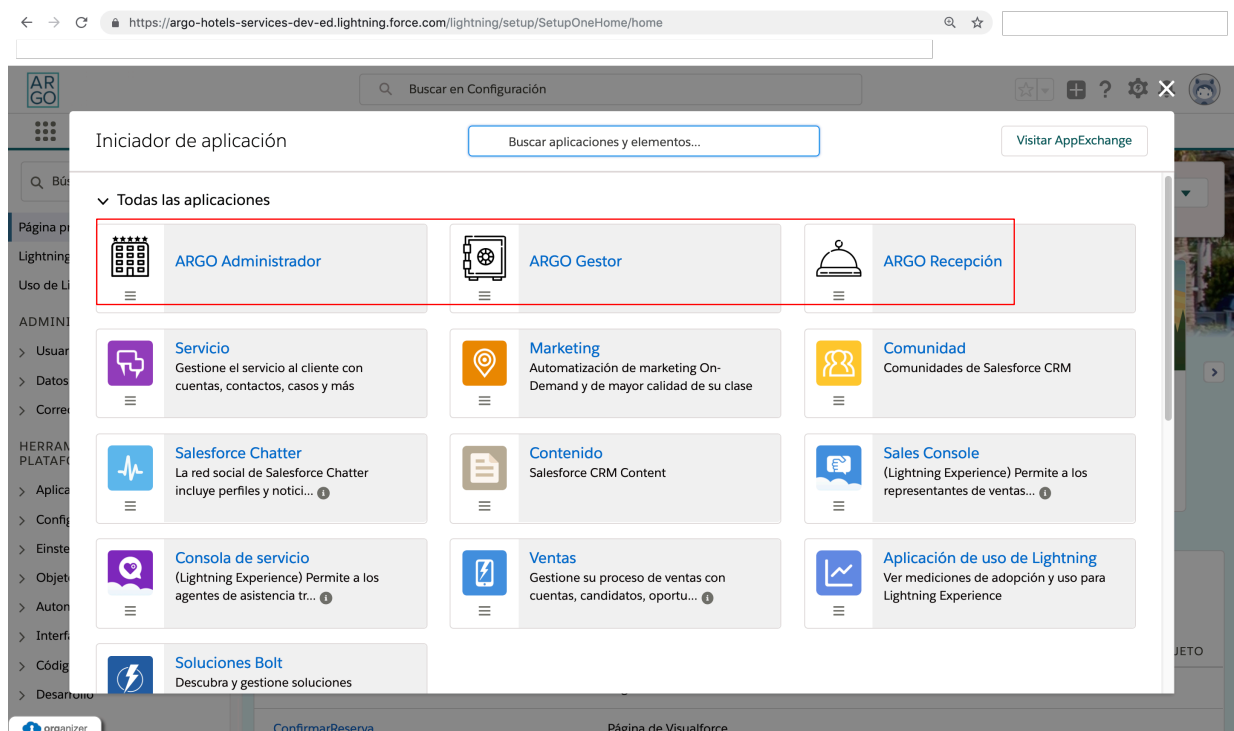 https://argo-hotels-services-dev-ed.lightning.force.com/lightning/setup/SetupOneHome/home
AR
GO
Buscar en Configuración
Iniciador de aplicación
Buscar aplicaciones y elementos...
Visitar AppExchange
Bús
Todas las aplicaciones
Página pr
Lightning
Uso de Li
ADMINI
Usuar
Datos
Corre
HERRAM
PLATAFO
Aplica
Config
Einste
Objet
Auton
Interfa
Códig
Desarrollo
ARGO Administrador
ARGO Gestor
ARGO Recepción
Servicio
Gestione el servicio al cliente con
cuentas, contactos, casos y más
Marketing
Automatización de marketing On-
Demand y de mayor calidad de su clase
Comunidad
Comunidades de Salesforce CRM
Salesforce Chatter
La red social de Salesforce Chatter
incluye perfiles y notici...
Contenido
Salesforce CRM Content
Sales Console
(Lightning Experience) Permite a los
representantes de ventas...
Consola de servicio
(Lightning Experience) Permite a los
agentes de asistencia tr...
Ventas
Gestione su proceso de ventas con
cuentas, candidatos, oportu...
Aplicación de uso de Lightning
Ver mediciones de adopción y uso para
Lightning Experience
Soluciones Bolt
Descubra y gestione soluciones
JETO
organizer
ConfirmarReserva
Página de Visualforce